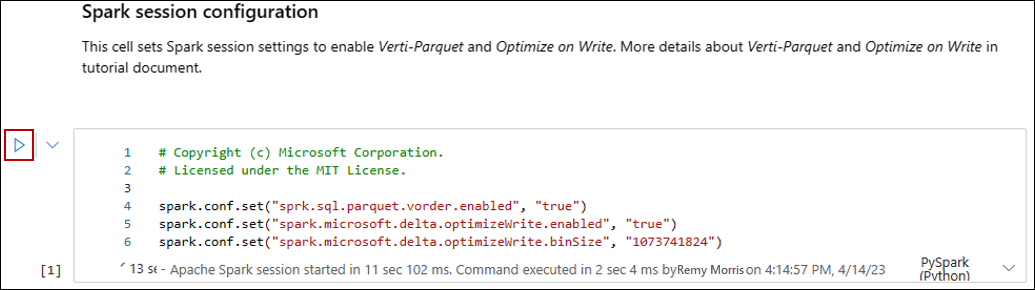 Spark session configuration
This cell sets Spark session settings to enable Verti-Parquet and Optimize on Write. More details about Verti-Parquet and Optimize on Write in
tutorial document.
1 # Copyright (c) Microsoft Corporation.
2 # Licensed under the MIT License.
3
4 spark.conf.set("sprk.sql.parquet.vorder.enabled", "true")
5 spark.conf.set("spark.microsoft.delta.optimizeWrite.enabled", "true")
6 spark.conf.set("spark.microsoft.delta.optimizeWrite.binSize", "1073741824")
[1] 13 se - Apache Spark session started in 11 sec 102 ms. Command executed in 2 sec 4 ms by Remy Morris on 4:14:57 PM, 4/14/23
PySpark
(Python)